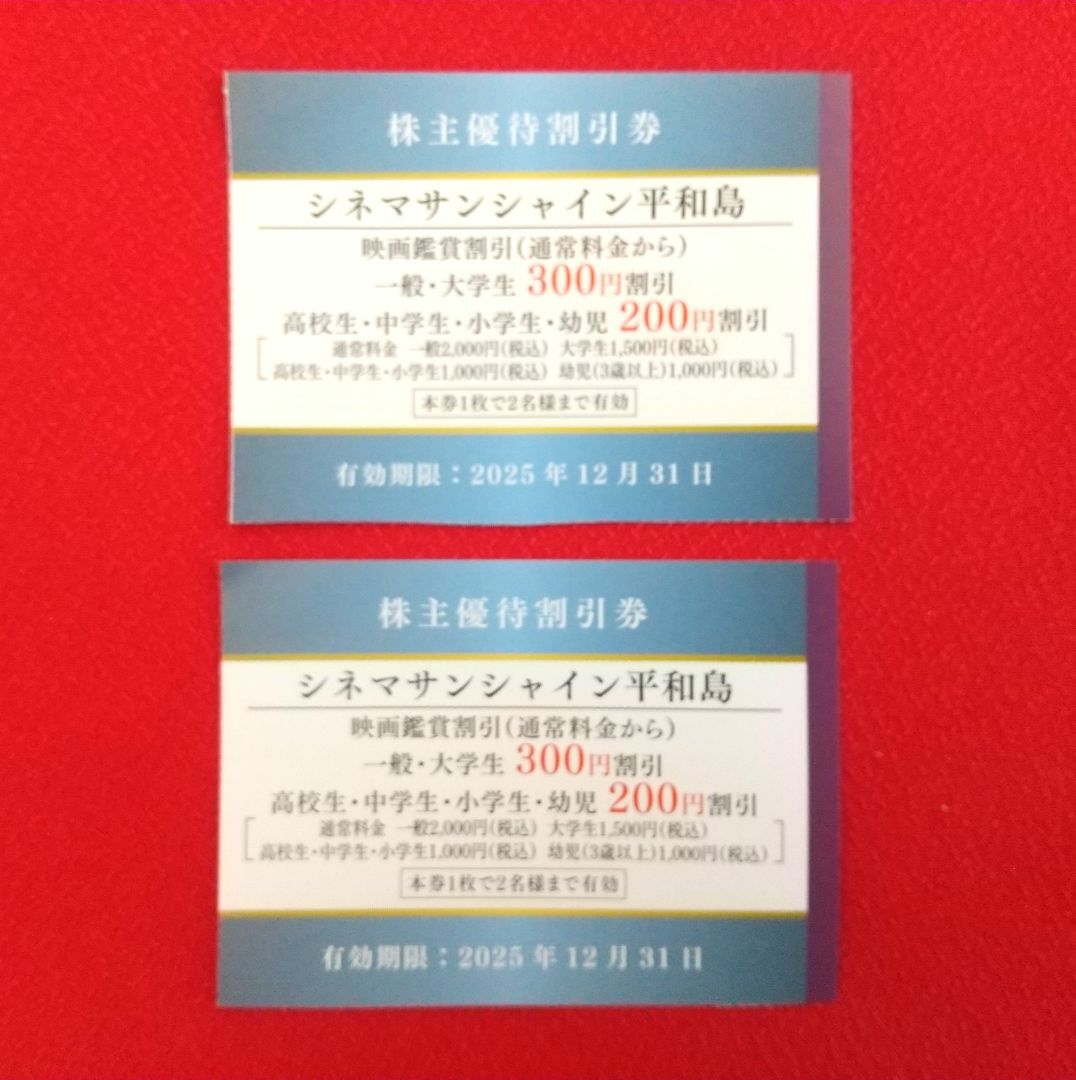 株主優待割引券
シネマサンシャイン平和島
映画鑑賞割引(通常料金から)
一般・大学生 300円割引
高校生・中学生・小学生・幼児 200円割引
通常料金 一般2,000円(税込) 大学生1,500円(税込)
高校生・中学生・小学生1,000円(税込) 幼児(3歳以上)1,000円(税込)
本券1枚で2名様まで有効
有効期限：2025年12月31日
株主優待割引券
シネマサンシャイン平和島
映画鑑賞割引(通常料金から)
一般・大学生 300円割引
高校生・中学生・小学生・幼児 200円割引
通常料金 一般2,000円(税込) 大学生1,500円(税込)
高校生・中学生・小学生1,000円(税込) 幼児(3歳以上)1,000円(税込)
本券1枚で2名様まで有効
有効期限：2025年12月31日